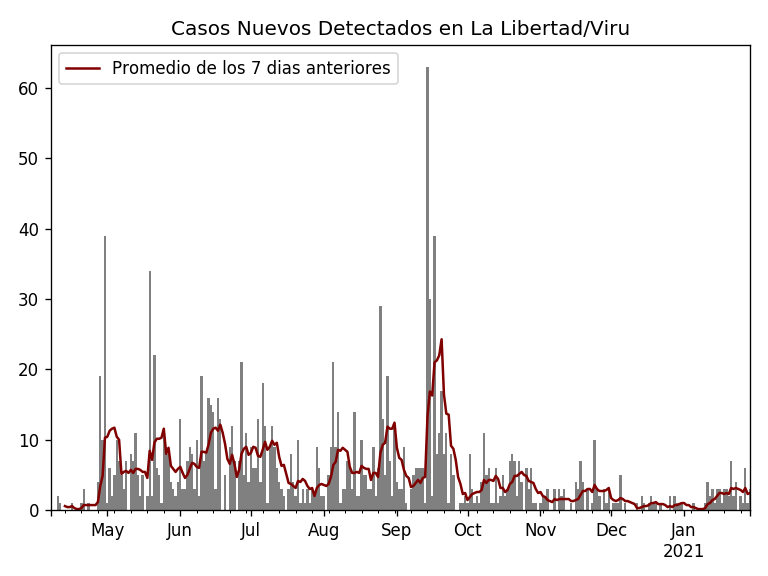 Casos Nuevos Detectados en La Libertad/Viru
Promedio de los 7 dias anteriores
60
50
40
30
20
10
0
May Jun Jul Aug Sep Oct Nov Dec Jan
2021